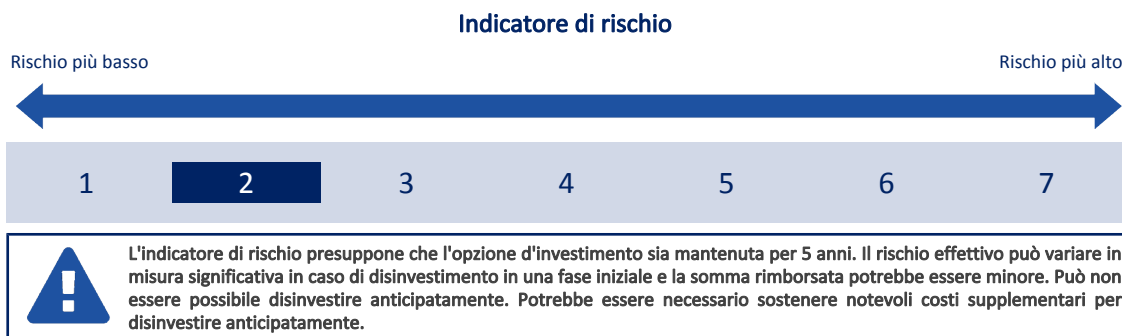 Indicatore di rischio
Rischio più basso
Rischio più alto
1 2 3 4 5 6 7
L'indicatore di rischio presuppone che l'opzione d'investimento sia mantenuta per 5 anni. Il rischio effettivo può variare in
misura significativa in caso di disinvestimento in una fase iniziale e la somma rimborsata potrebbe essere minore. Può non
essere possibile disinvestire anticipatamente. Potrebbe essere necessario sostenere notevoli costi supplementari per
disinvestire anticipatamente.